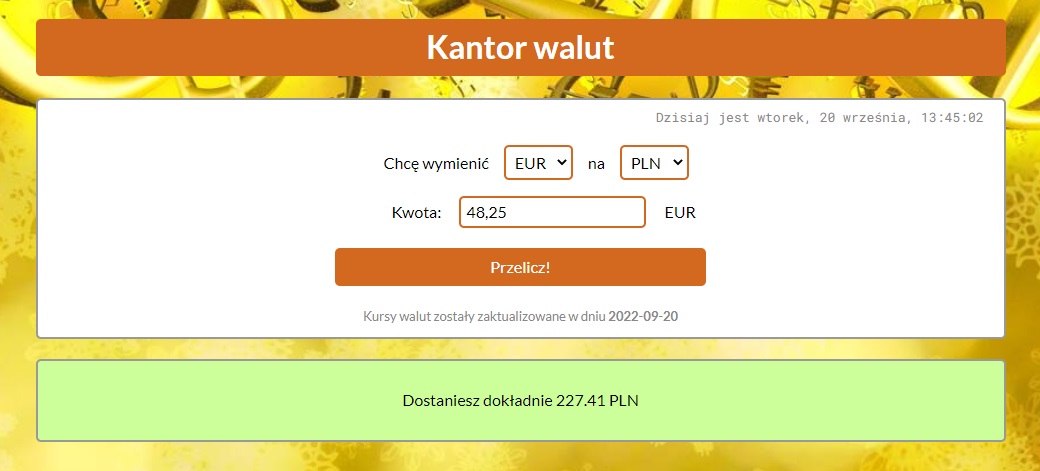 Kantor walut
Dzisiaj jest wtorek, 20 września, 13:45:02
Chcę wymienić EUR na PLN
Kwota: 48,25 EUR
Przelicz!
Kursy walut zostały zaktualizowane w dniu 2022-09-20
Dostaniesz dokładnie 227.41 PLN